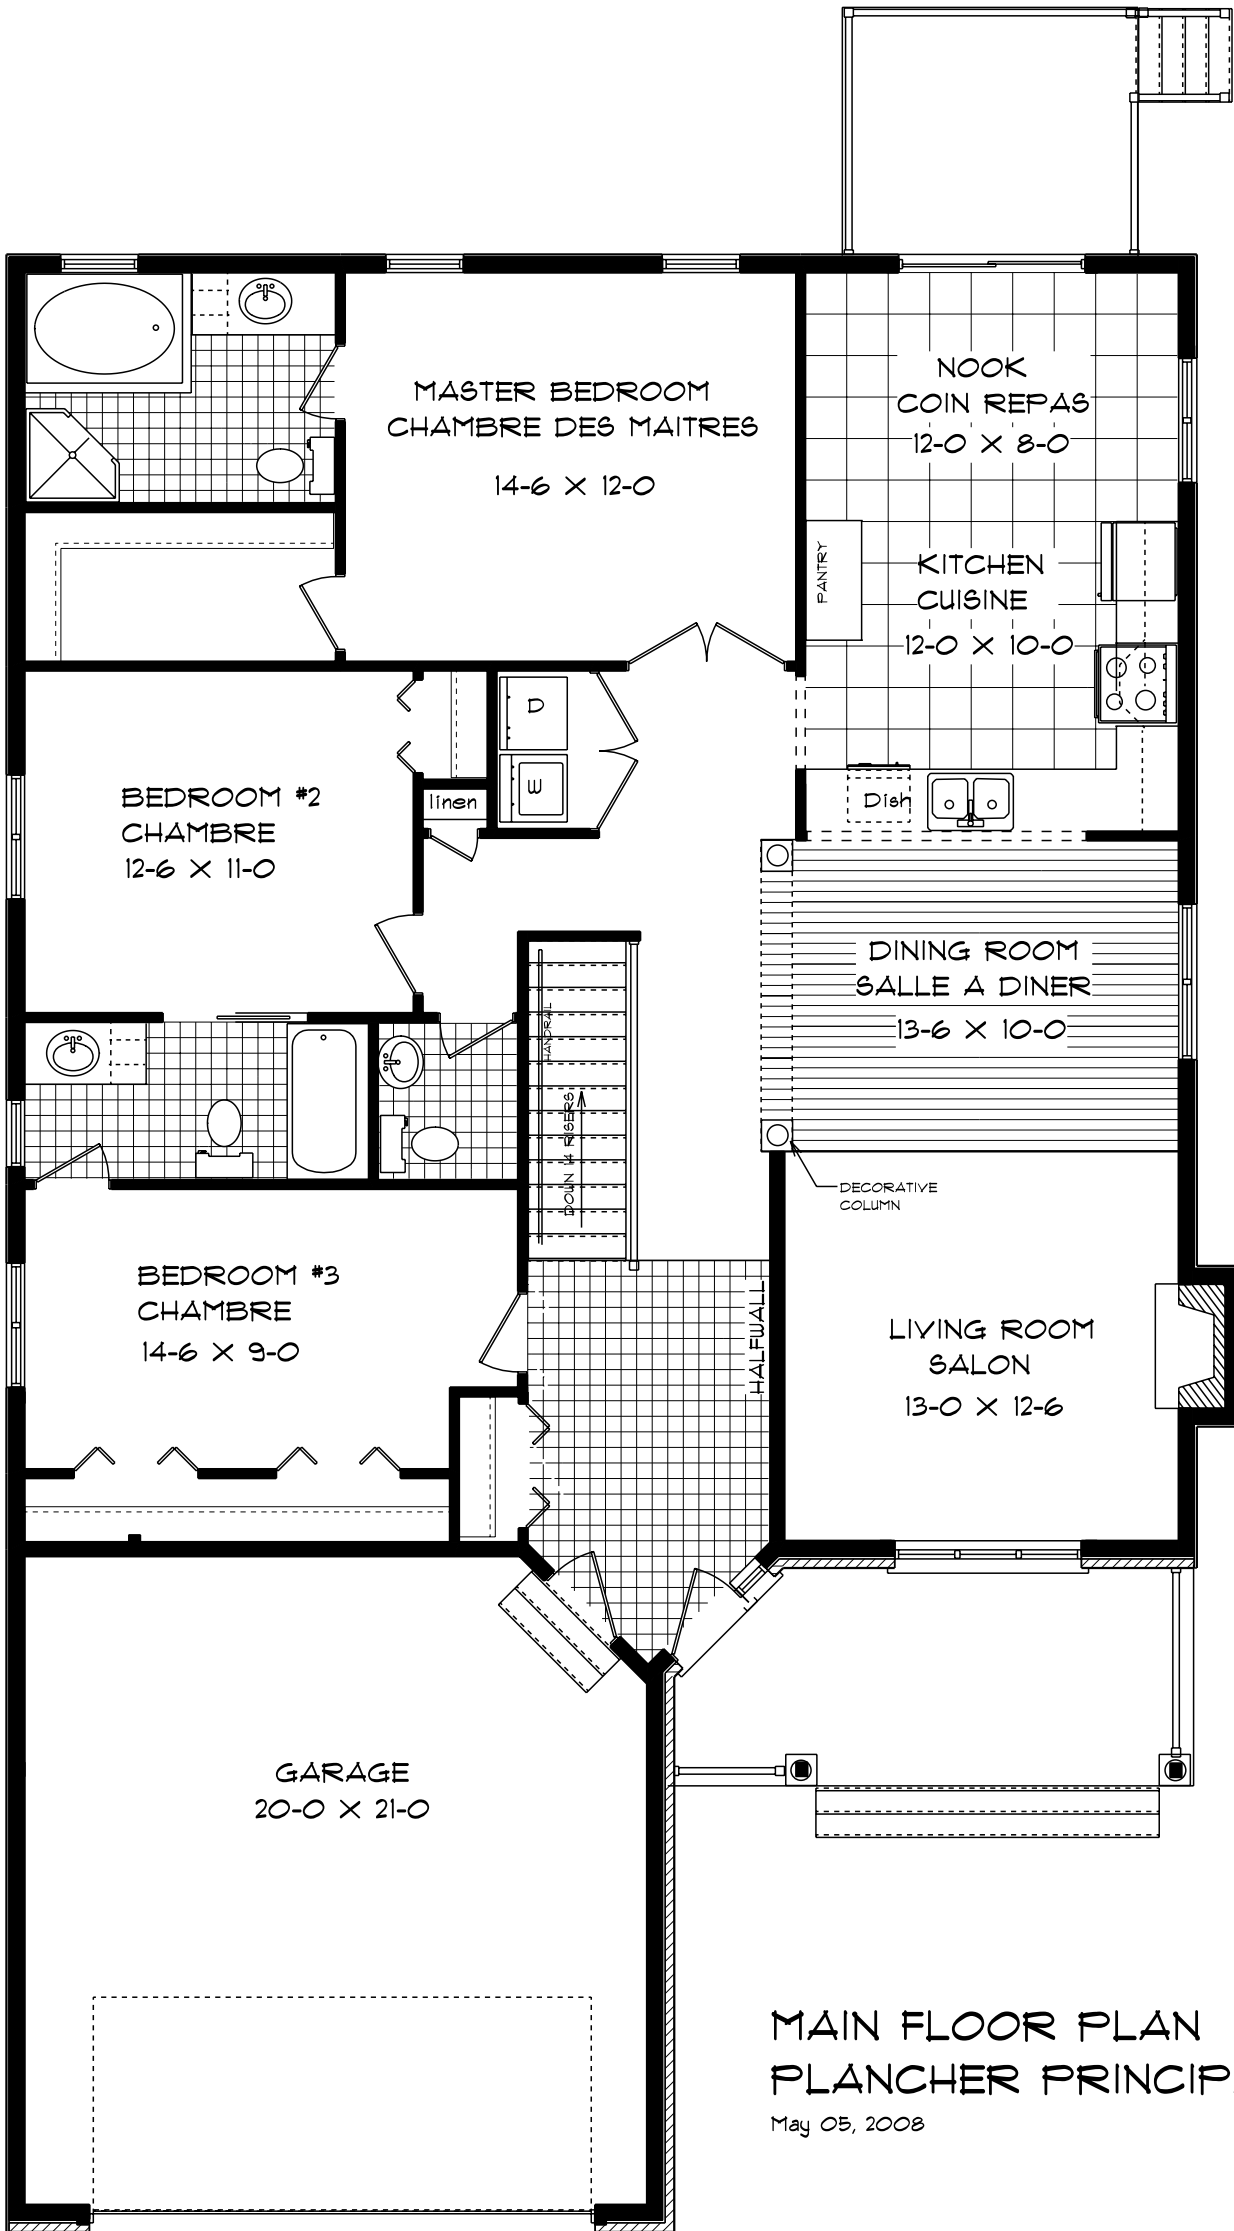 MASTER BEDROOM
CHAMBRE DES MAITRES
14-6 X 12-0
NOOK
COIN REPAS
12-0 X 8-0
PANTRY
KITCHEN
CUISINE
12-0 X 10-0
D
W
Dish
linen
BEDROOM #2
CHAMBRE
12-6 X 11-0
DINING ROOM
SALLE A DINER
13-6 X 10-0
HANDRAIL
DOWN 14 RISERS
DECORATIVE
COLUMN
BEDROOM #3
CHAMBRE
14-6 X 9-0
HALFWALL
LIVING ROOM
SALON
13-0 X 12-6
GARAGE
20-0 X 21-0
MAIN FLOOR PLAN
PLANCHER PRINCIP
May 05, 2008